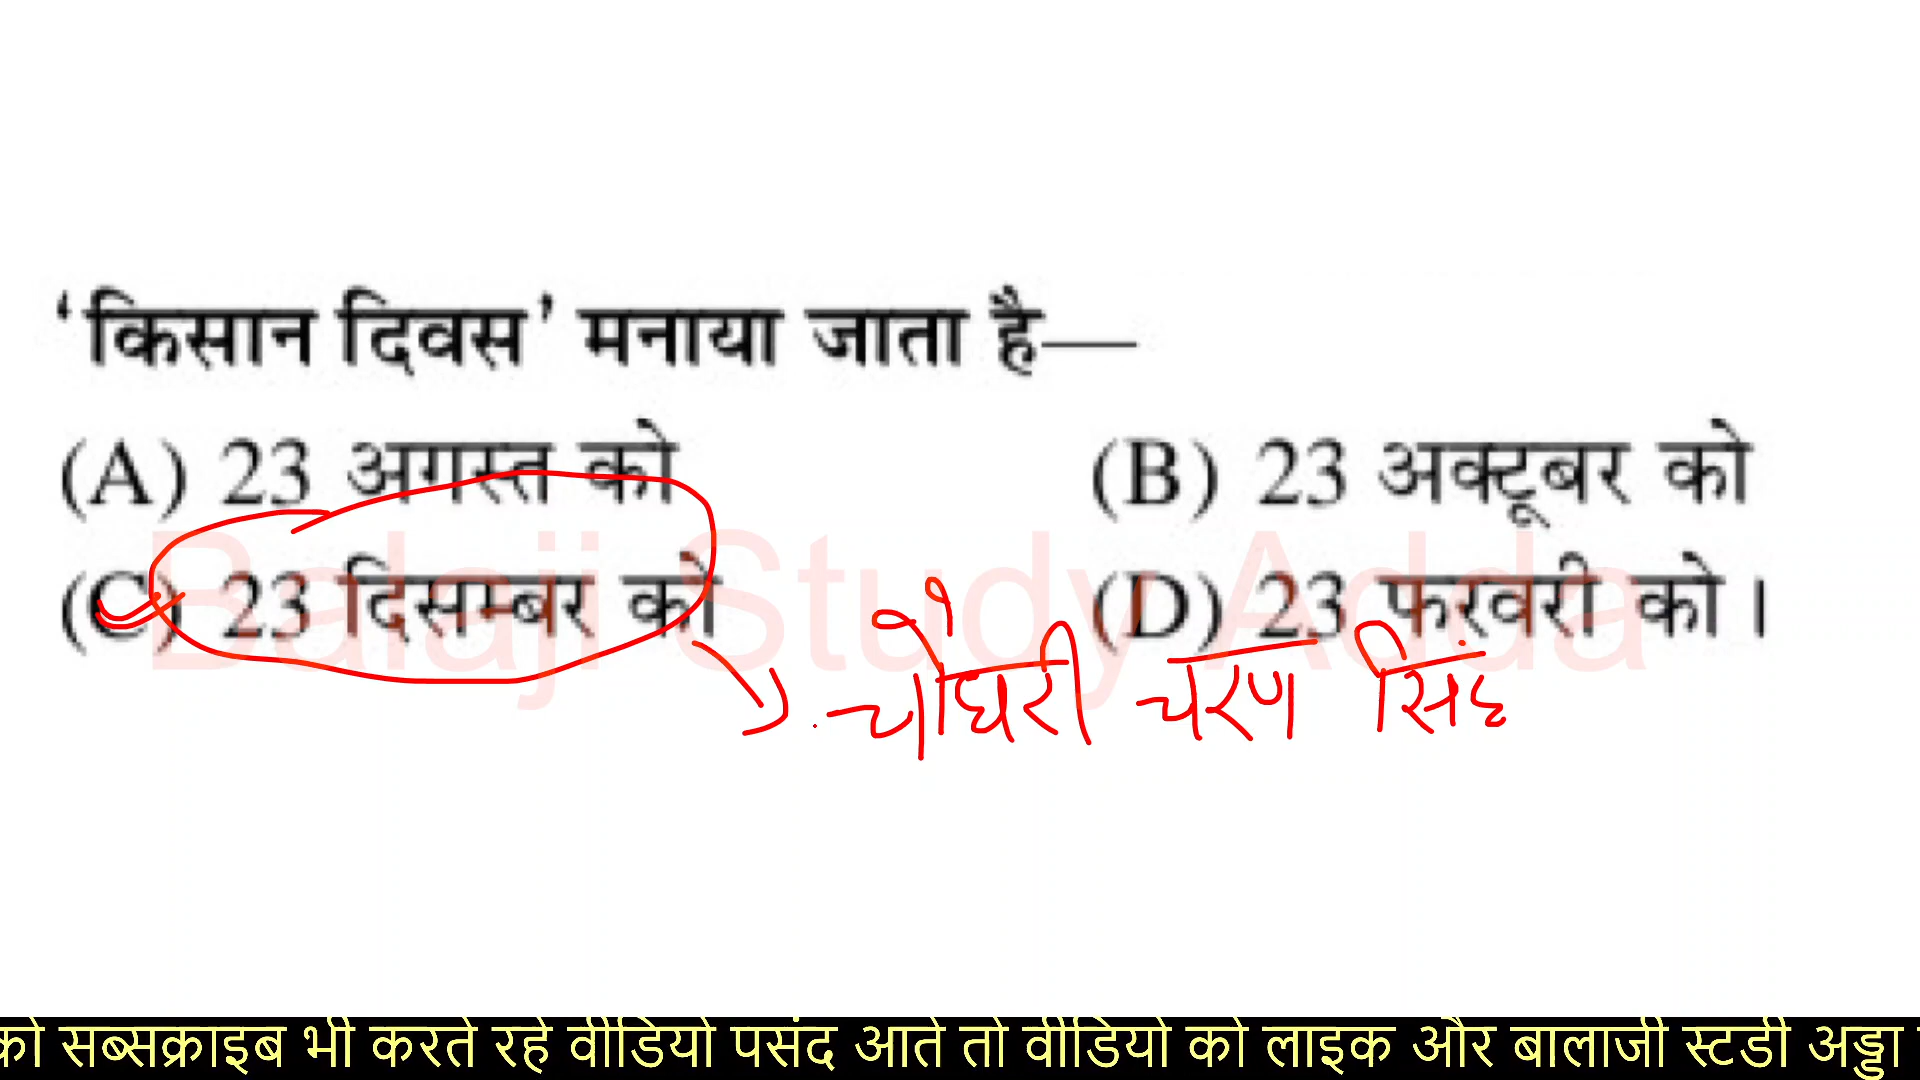 ‘किसान दिवस’ मनाया जाता है—
(A) 23 अगस्त को (B) 23 अक्टूबर को
(C) 23 दिसम्बर को (D) 23 फरवरी को।
चौधरी चरण सिंह
Balaji Study Adda
को सब्सक्राइब भी करते रहे वीडियो पसंद आते तो वीडियो को लाइक और बालाजी स्टडी अड्डा